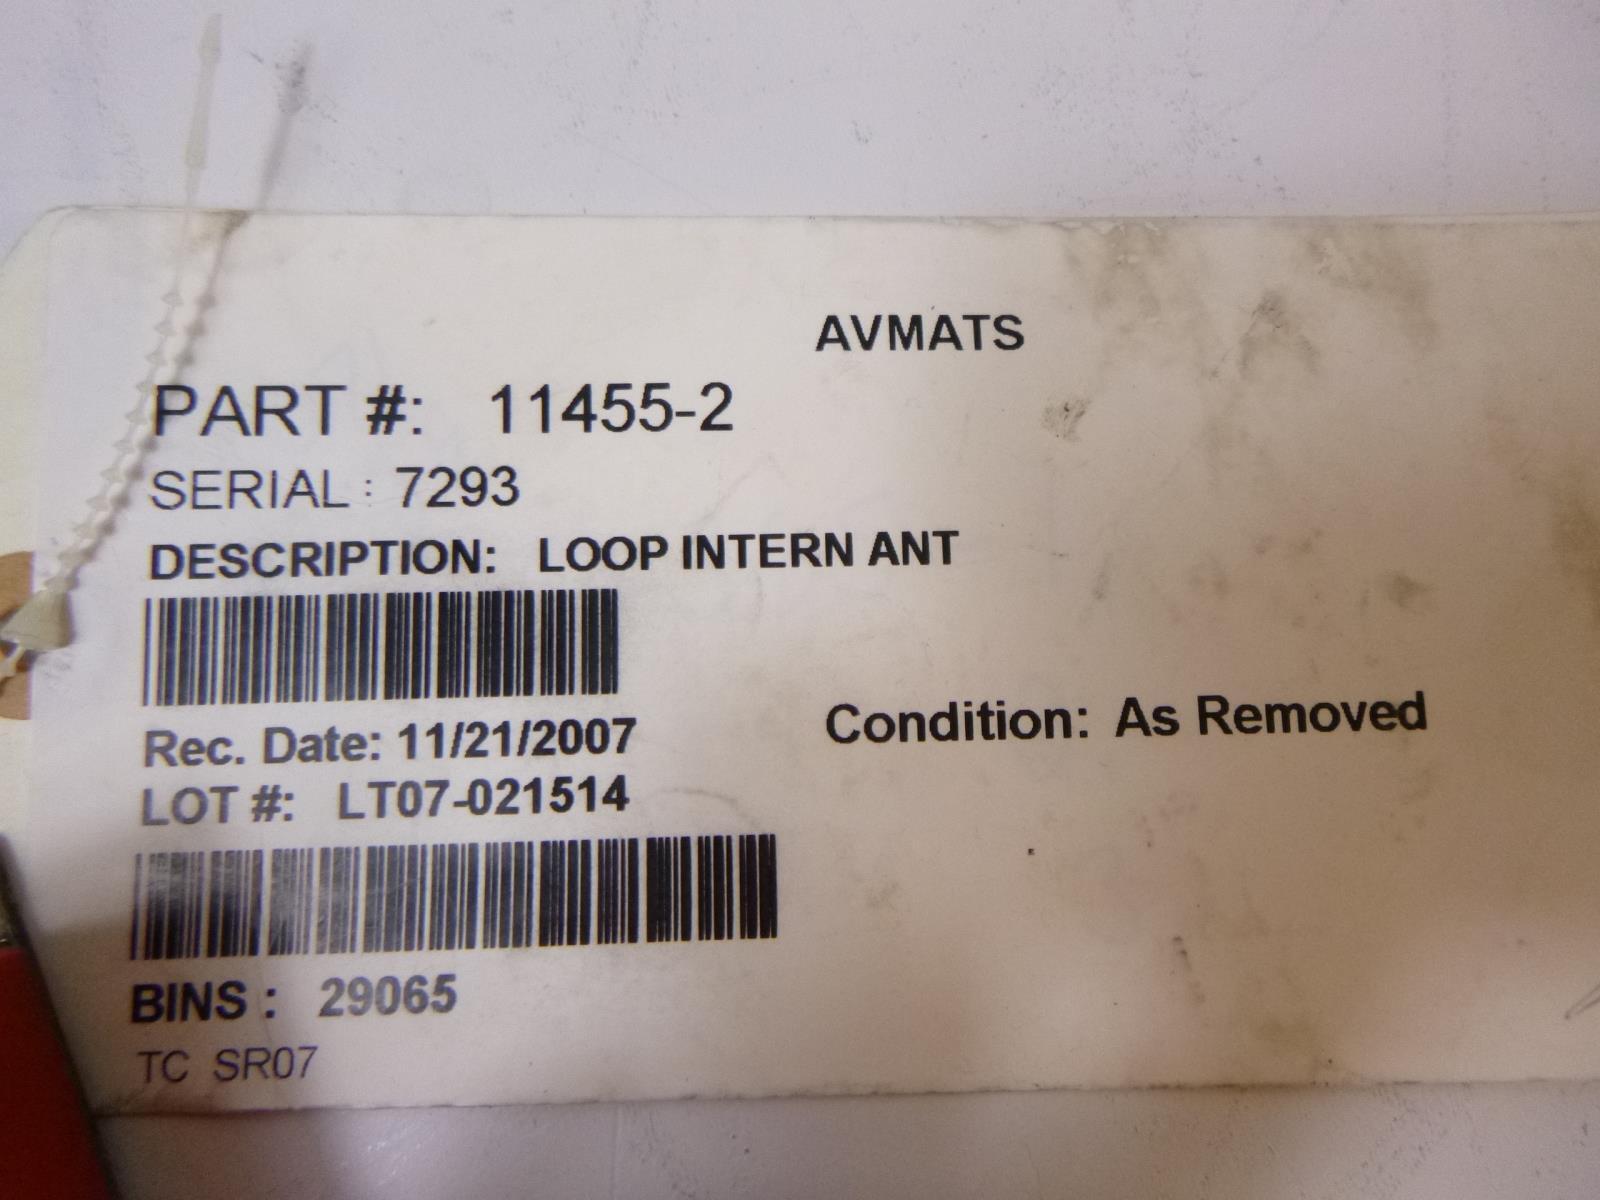 AVMATS
PART #: 11455-2
SERIAL : 7293
DESCRIPTION: LOOP INTERN ANT
Rec. Date: 11/21/2007
Condition: As Removed
LOT #: LT07-021514
BINS : 29065
TC SR07